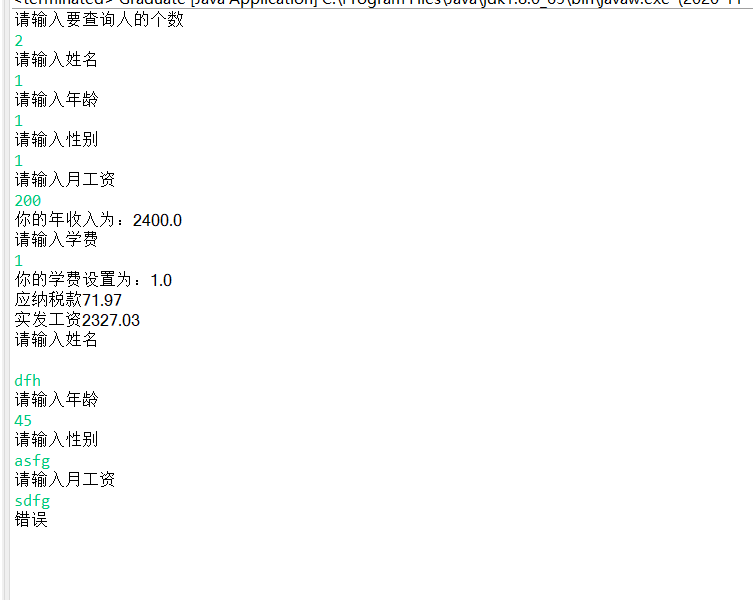 <terminated> Graduate [Java Application] C:\Program Files\Java\jdk1.8.0_05\bin\javaw.exe (2020-11
请输入要查询人的个数
2
请输入姓名
1
请输入年龄
1
请输入性别
1
请输入月工资
200
你的年收入为：2400.0
请输入学费
1
你的学费设置为：1.0
应纳税款71.97
实发工资2327.03
请输入姓名
dfh
请输入年龄
45
请输入性别
asfg
请输入月工资
sdfg
错误